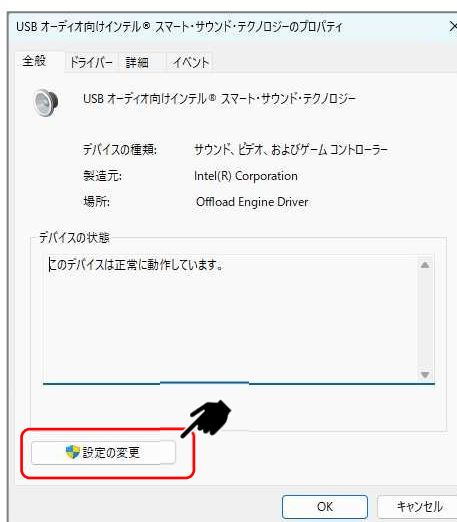 USB オーディオ向けインテル® スマート・サウンド・テクノロジーのプロパティ
全般 ドライバー 詳細 イベント
USB オーディオ向けインテル® スマート・サウンド・テクノロジー
デバイスの種類: サウンド、ビデオ、およびゲーム コントローラー
製造元: Intel(R) Corporation
場所: Offload Engine Driver
デバイスの状態
このデバイスは正常に動作しています。
設定の変更
OK キャンセル